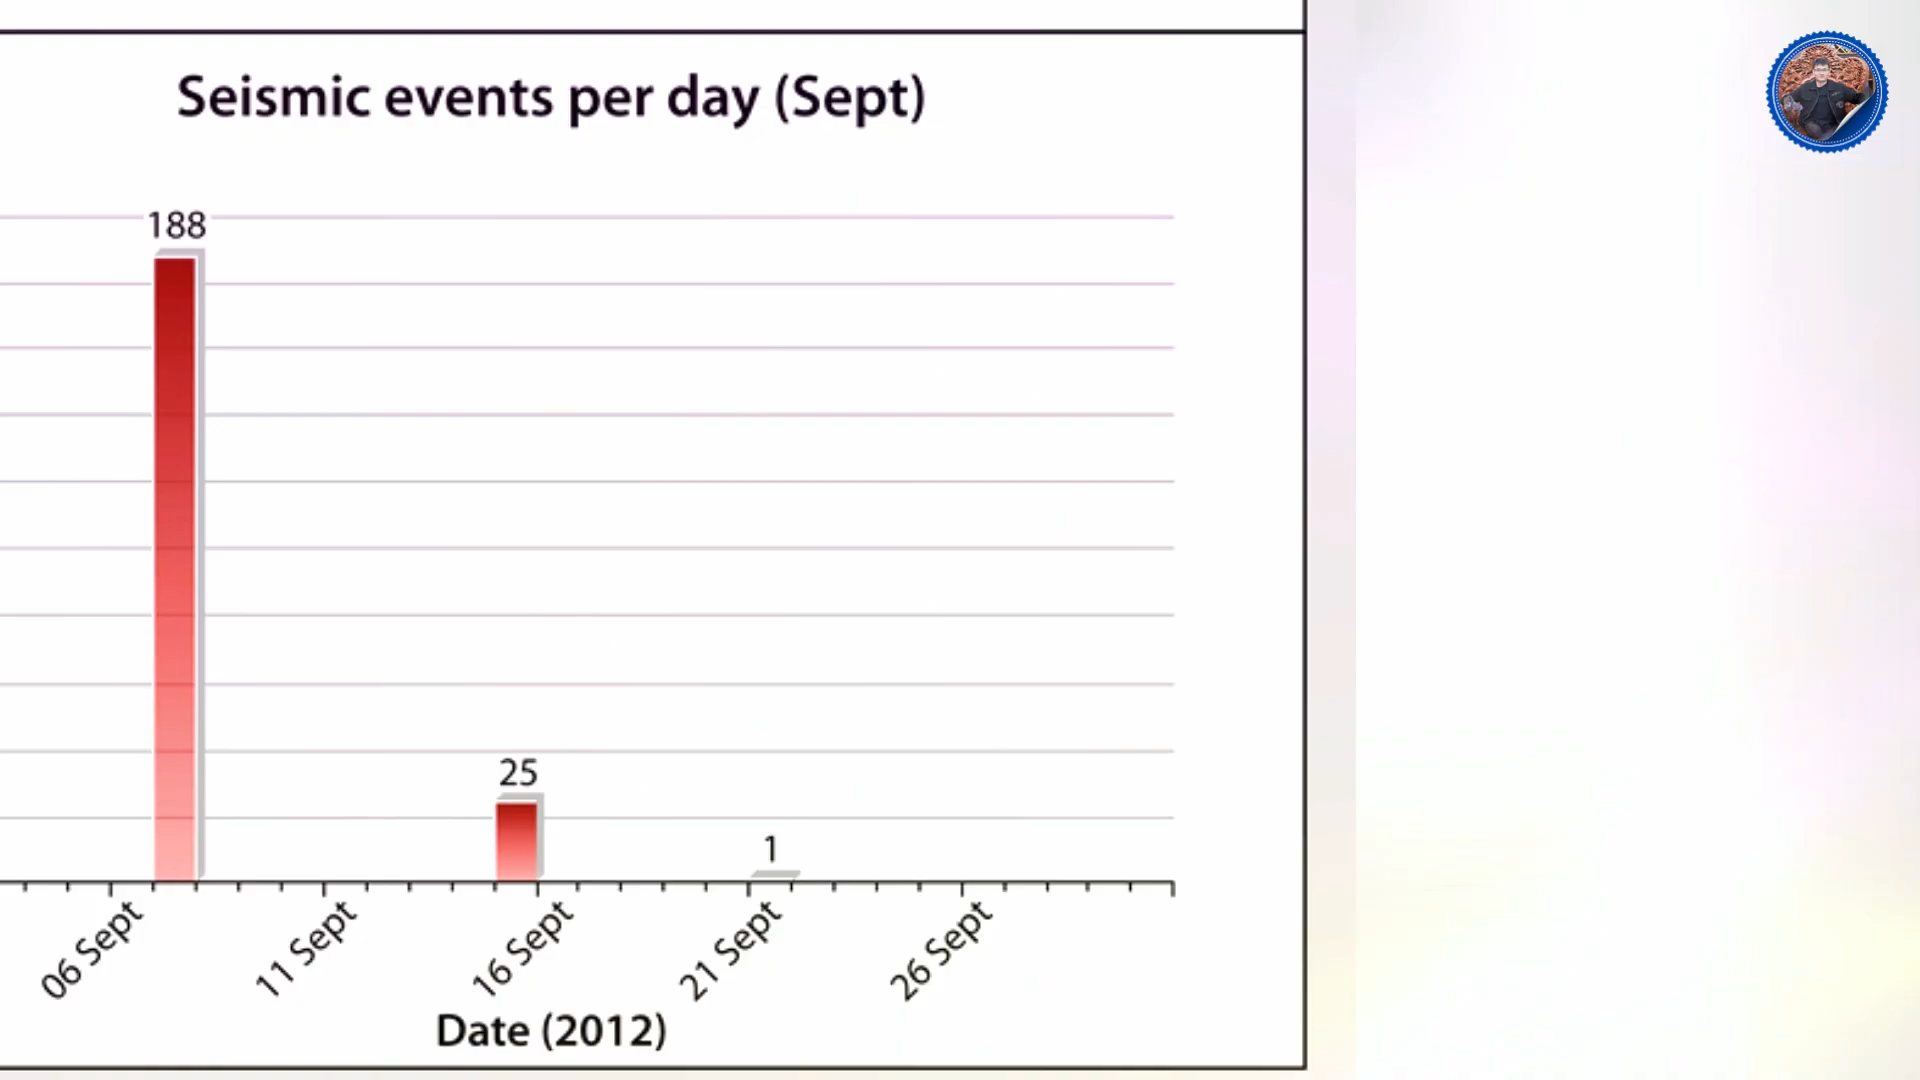 Seismic events per day (Sept)
188
25
1
06 Sept
11 Sept
16 Sept
21 Sept
26 Sept
Date (2012)